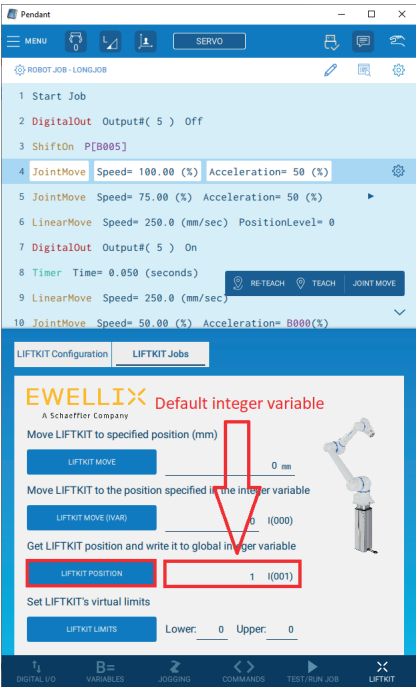 Pendant
MENU
0
SERVO
ROBOT JOB - LONGJOB
1 Start Job
2 DigitalOut Output#( 5 ) Off
3 ShiftOn P[B005]
4 JointMove Speed= 100.00 (%) Acceleration= 50 (%)
5 JointMove Speed= 75.00 (%) Acceleration= 50 (%)
6 LinearMove Speed= 250.0 (mm/sec) PositionLevel= 0
7 DigitalOut Output#( 5 ) On
8 Timer Time= 0.050 (seconds)
RE-TEACH TEACH JOINT MOVE
9 LinearMove Speed= 250.0 (mm/sec)
10 JointMove Speed= 50.00 (%) Acceleration= B000(%)
LIFTKIT Configuration LIFTKIT Jobs
EWELLIX
A Schaeffler Company
Default integer variable
Move LIFTKIT to specified position (mm)
LIFTKIT MOVE 0 mm
Move LIFTKIT to the position specified in the integer variable
LIFTKIT MOVE (IVAR) 0 I(000)
Get LIFTKIT position and write it to global integer variable
LIFTKIT POSITION 1 I(001)
Set LIFTKIT's virtual limits
LIFTKIT LIMITS Lower: 0 Upper: 0
DIGITAL I/O VARIABLES JOGGING COMMANDS TEST/RUN JOB LIFTKIT